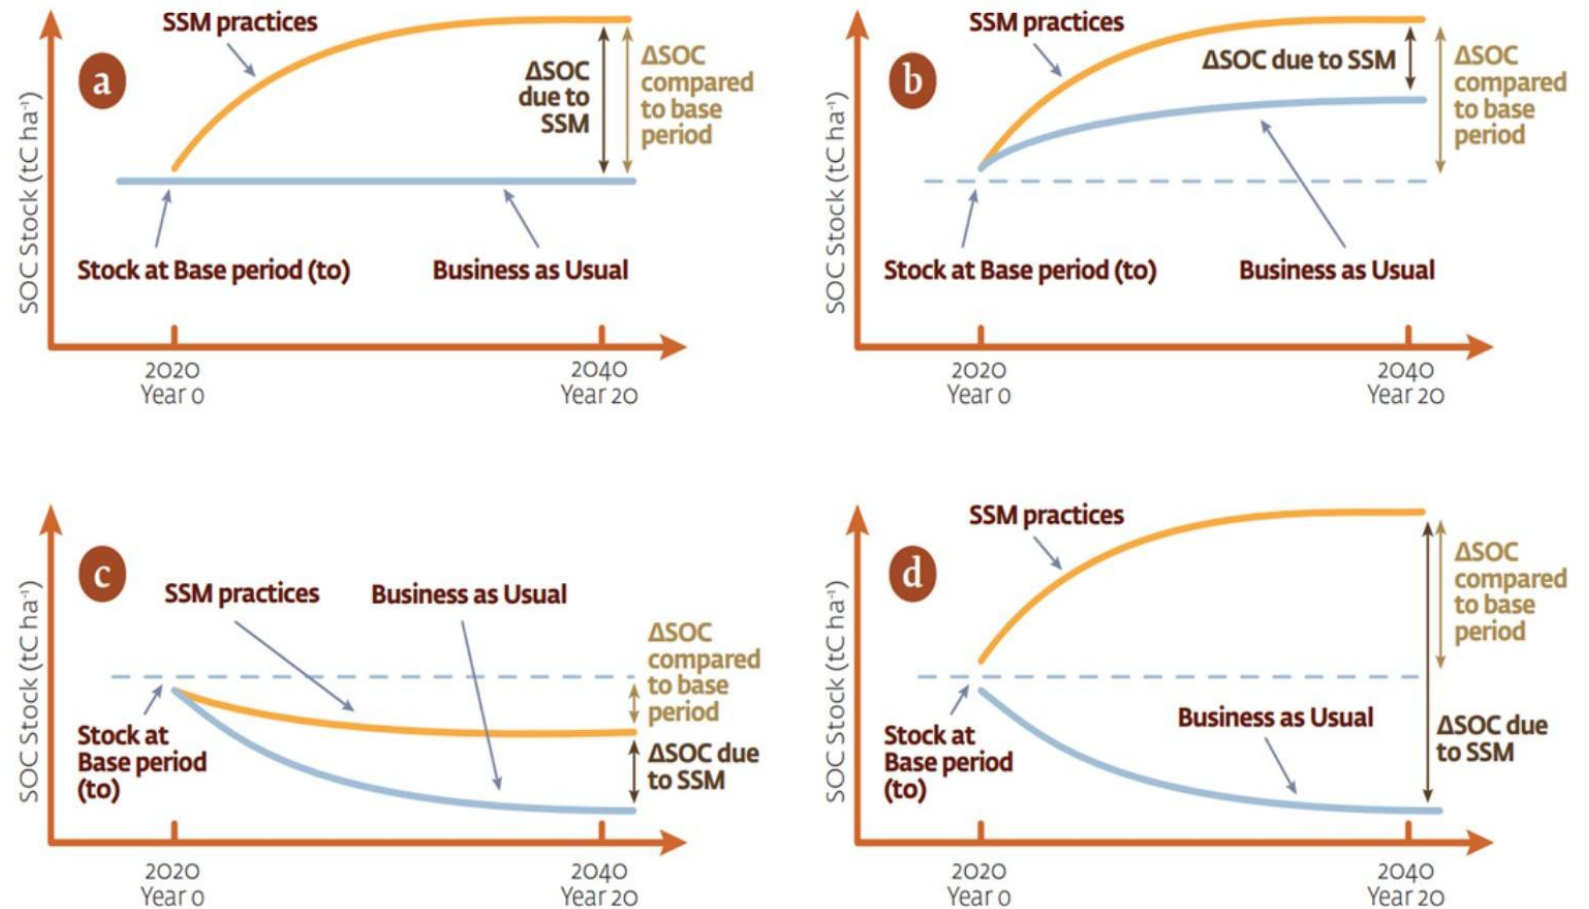 SSM practices
a
ΔSOC
due to
SSM
ΔSOC
compared
to base
period
SOC Stock (tC ha⁻¹)
Stock at Base period (to)
Business as Usual
2020
Year 0
2040
Year 20
SSM practices
b
ΔSOC due to SSM
ΔSOC
compared
to base
period
SOC Stock (tC ha⁻¹)
Stock at Base period (to)
Business as Usual
2020
Year 0
2040
Year 20
c
SSM practices
Business as Usual
ΔSOC
compared
to base
period
SOC Stock (tC ha⁻¹)
Stock at
Base period
(to)
ΔSOC due
to SSM
2020
Year 0
2040
Year 20
SSM practices
d
ΔSOC
compared
to base
period
SOC Stock (tC ha⁻¹)
Stock at
Base period
(to)
Business as Usual
ΔSOC due
to SSM
2020
Year 0
2040
Year 20